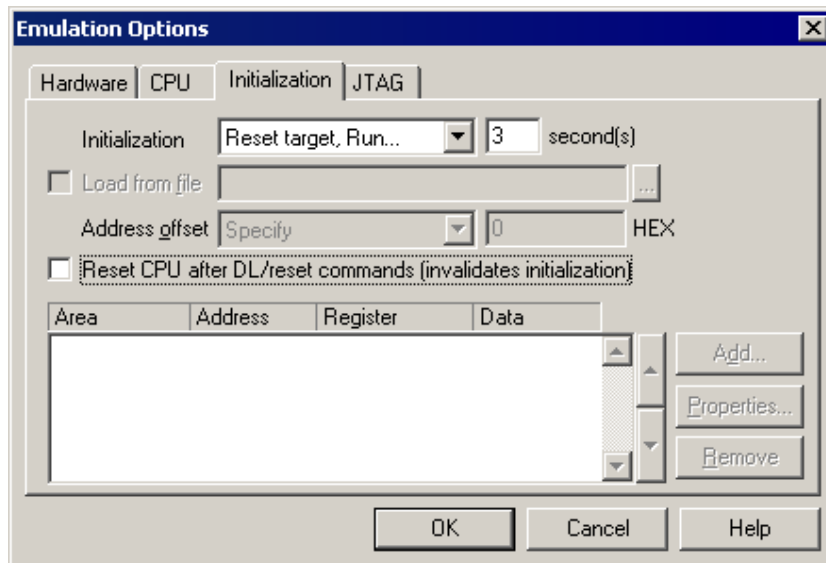 Emulation Options
Hardware CPU Initialization JTAG
Initialization Reset target, Run... 3 second(s)
Load from file ...
Address offset Specify 0 HEX
Reset CPU after DL/reset commands (invalidates initialization)
Area Address Register Data
Add...
Properties...
Remove
OK Cancel Help